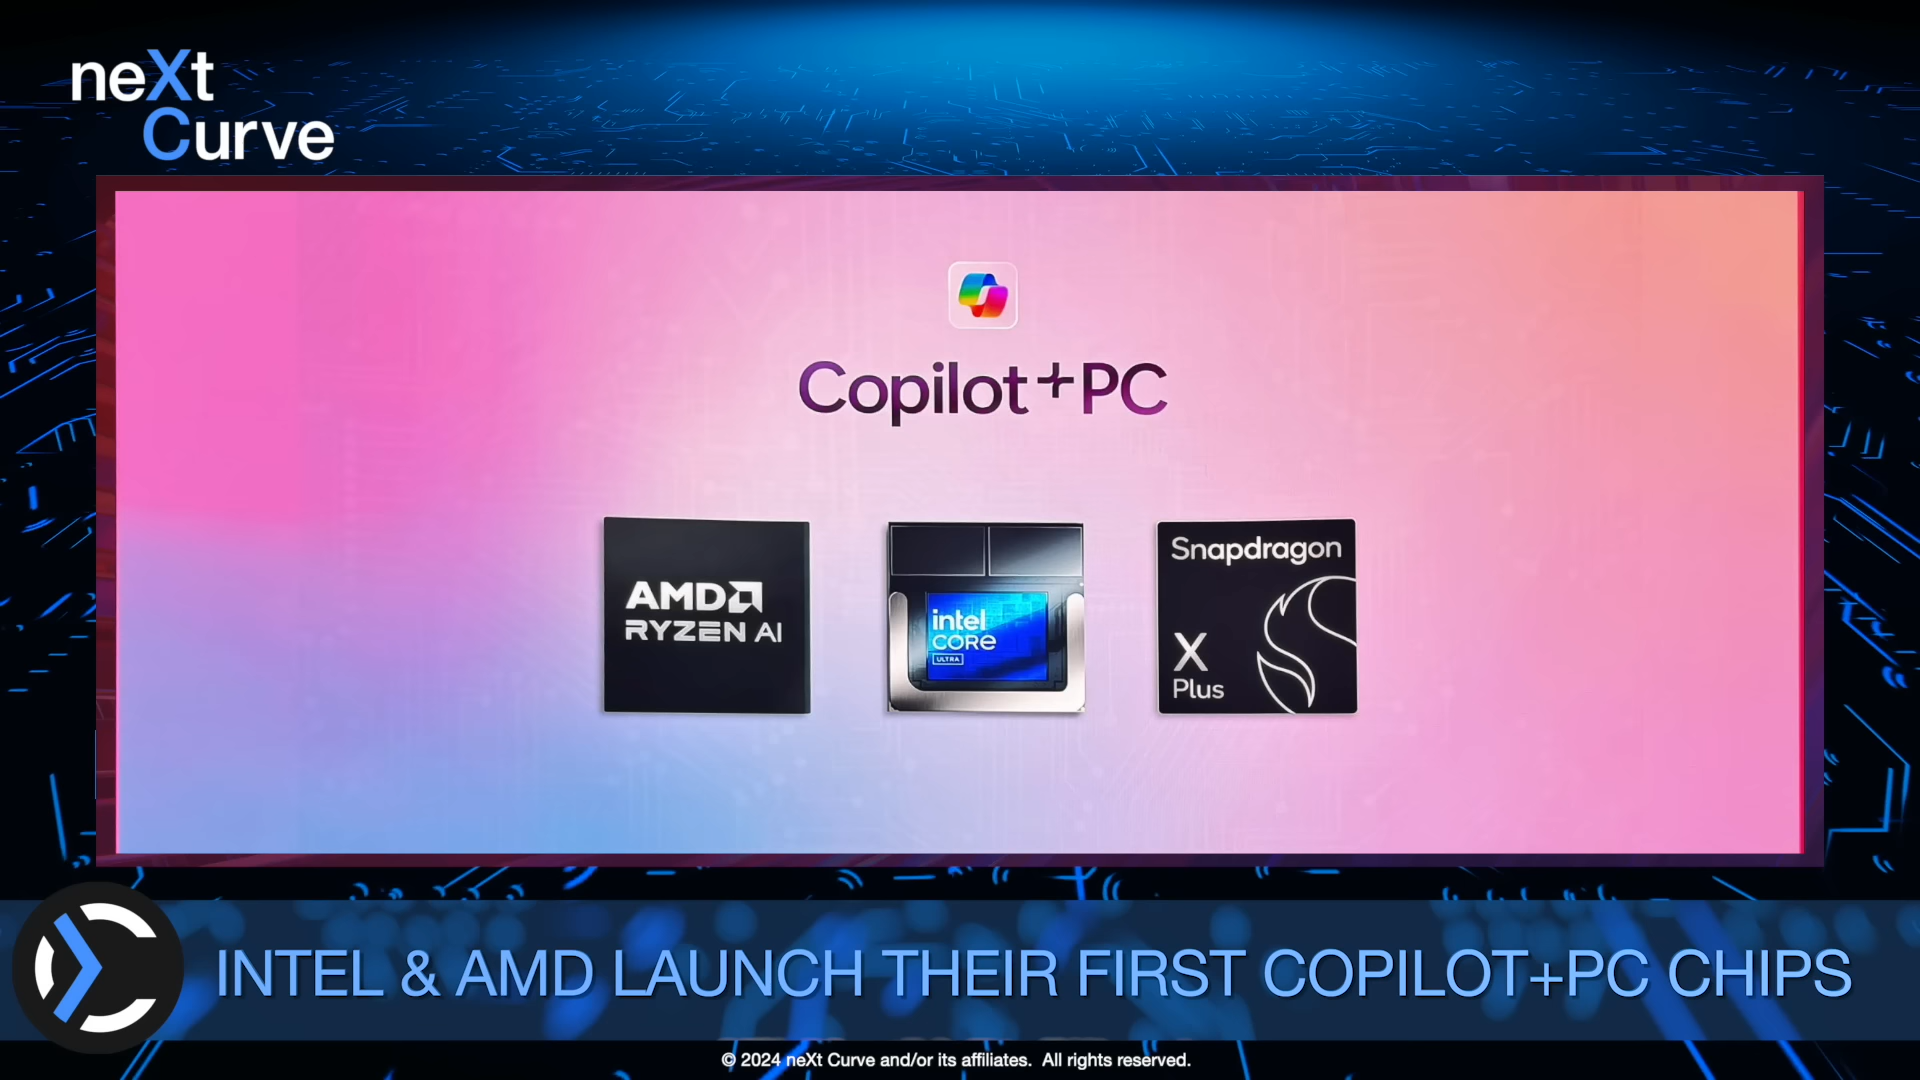 neXt
Curve
Copilot+PC
AMD
RYZEN AI
intel
CORE
ULTRA
Snapdragon
X
Plus
INTEL & AMD LAUNCH THEIR FIRST COPILOT+PC CHIPS
© 2024 neXt Curve and/or its affiliates. All rights reserved.